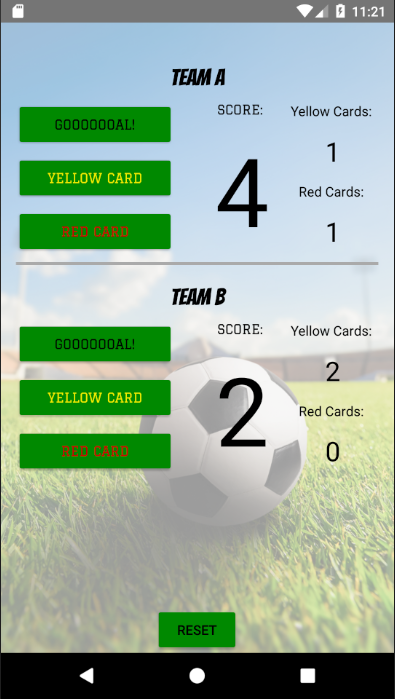 11:21
TEAM A
GOOOOOOAL!
SCORE:
Yellow Cards:
1
YELLOW CARD
4
Red Cards:
RED CARD
1
TEAM B
GOOOOOOAL!
SCORE:
Yellow Cards:
2
YELLOW CARD
2
Red Cards:
RED CARD
0
RESET